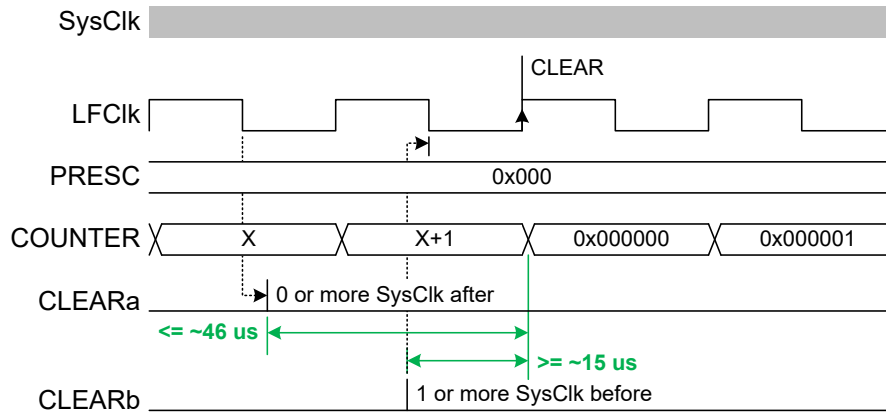 SysClk
CLEAR
LFClk
PRESC
0x000
COUNTER
X
X+1
0x000000
0x000001
CLEARa
0 or more SysClk after
<= ~46 us
>= ~15 us
CLEARb
1 or more SysClk before